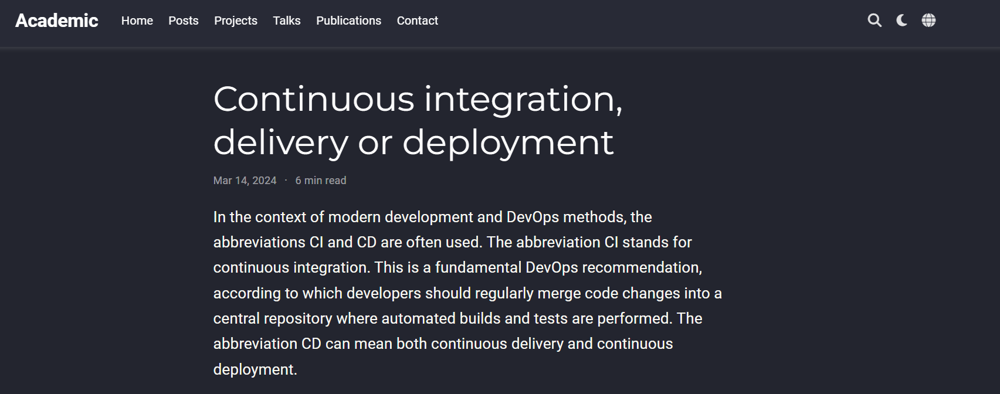 Academic Home Posts Projects Talks Publications Contact
Continuous integration,
delivery or deployment
Mar 14, 2024 · 6 min read
In the context of modern development and DevOps methods, the
abbreviations CI and CD are often used. The abbreviation CI stands for
continuous integration. This is a fundamental DevOps recommendation,
according to which developers should regularly merge code changes into a
central repository where automated builds and tests are performed. The
abbreviation CD can mean both continuous delivery and continuous
deployment.